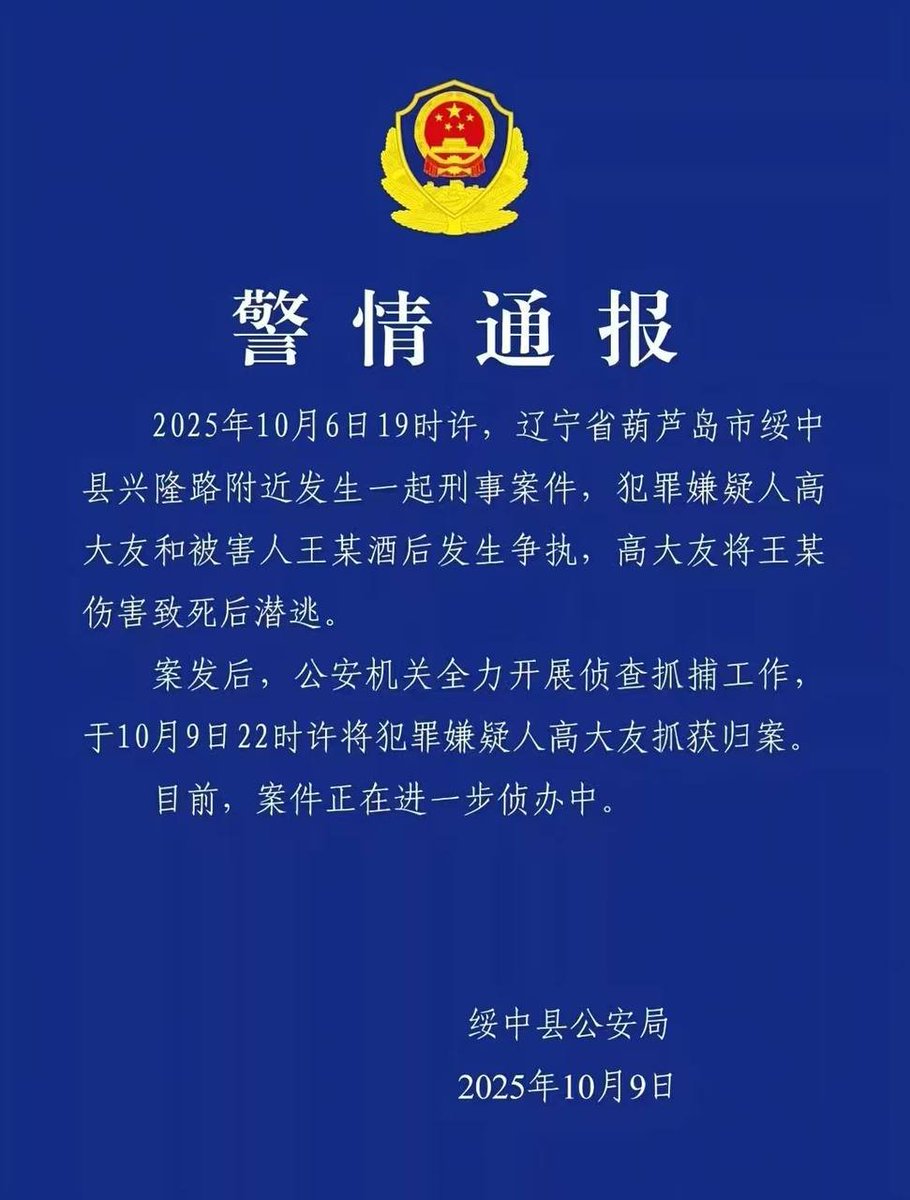 警情通报
2025年10月6日19时许，辽宁省葫芦岛市绥中
县兴隆路附近发生一起刑事案件，犯罪嫌疑人高
大友和被害人王某酒后发生争执，高大友将王某
伤害致死后潜逃。
案发后，公安机关全力开展侦查抓捕工作，
于10月9日22时许将犯罪嫌疑人高大友抓获归案。
目前，案件正在进一步侦办中。
绥中县公安局
2025年10月9日